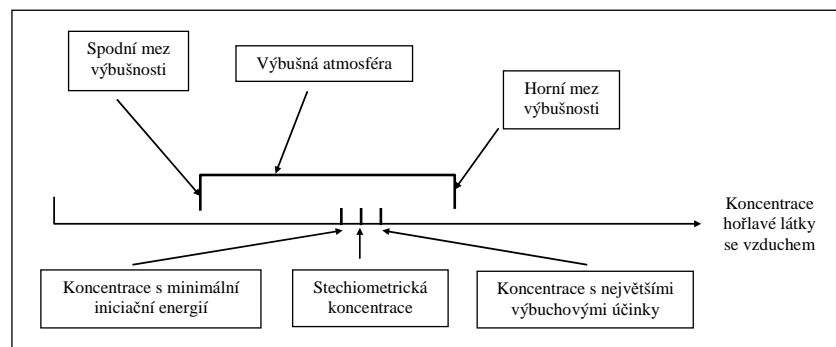 Spodní mez
výbušnosti
Výbušná atmosféra
Horní mez
výbušnosti
Koncentrace
hořlavé látky
se vzduchem
Koncentrace s minimální
iniciační energií
Stechiometrická
koncentrace
Koncentrace s největšími
výbuchovými účinky